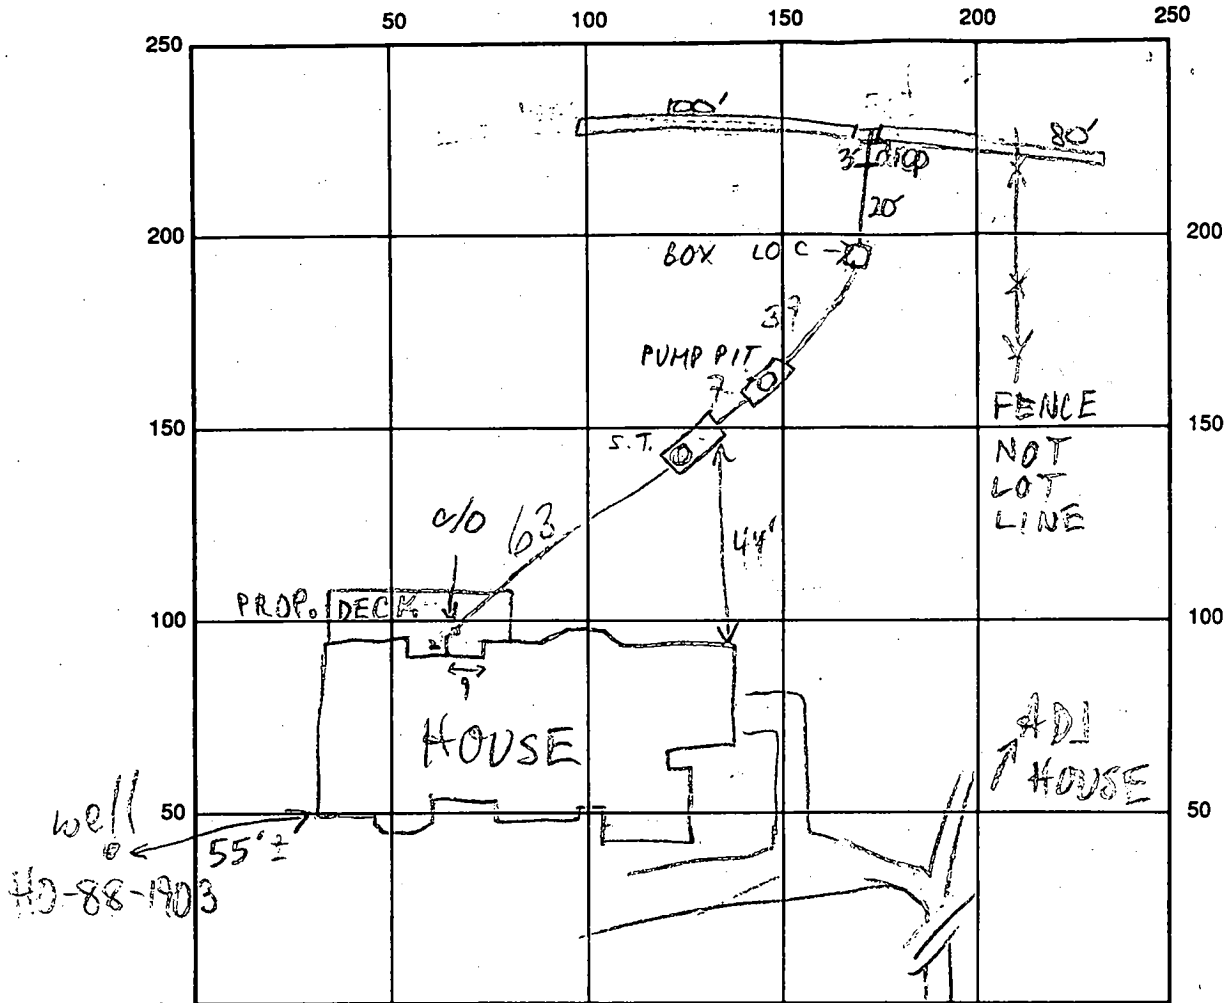 50 100 150 200 250
250
100'
80'
3' DROP
20'
200 200
BOX LOC
39
PUMP PIT
7
FENCE
150 150
S.T.
NOT
LOT
LINE
c/o
63
44'
PROP. DECK
100 100
9
HOUSE
ADJ
HOUSE
50 50
well
55' ±
HO-88-1903